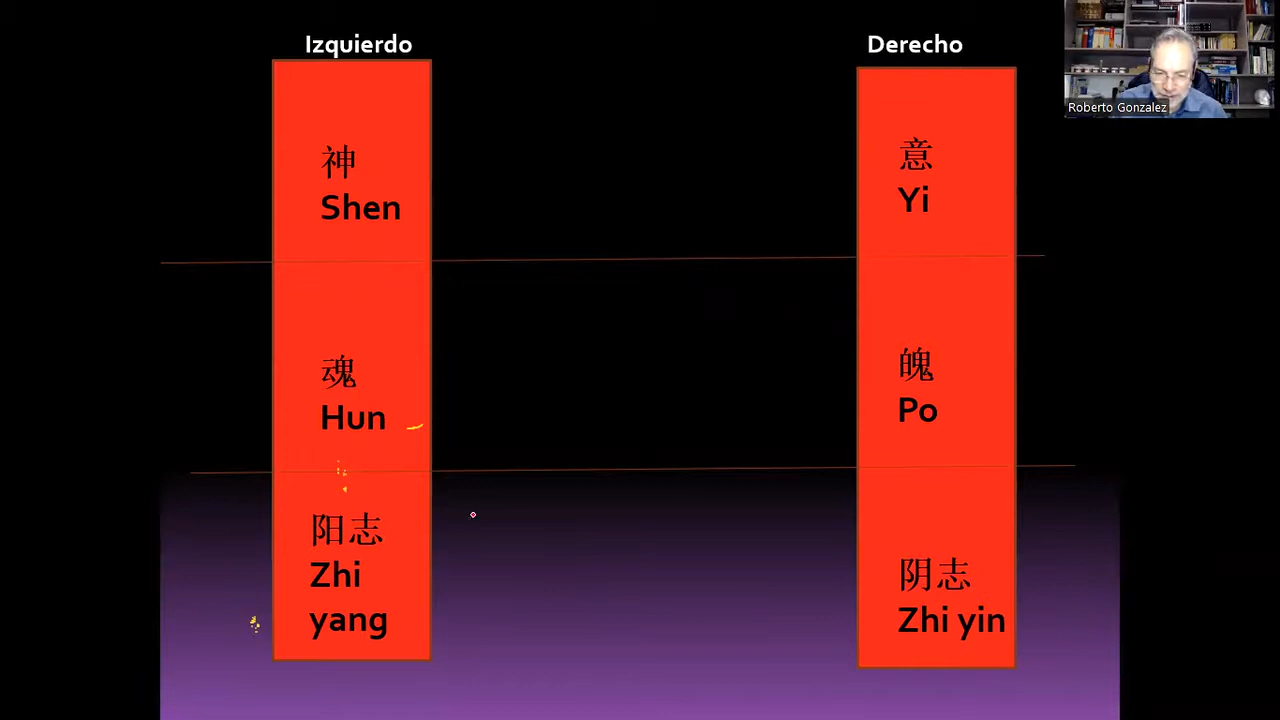 Izquierdo
神
Shen
魂
Hun
阳志
Zhi
yang
Derecho
意
Yi
魄
Po
阴志
Zhi yin
Roberto Gonzalez